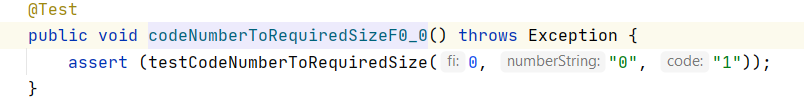 @Test
public void codeNumberToRequiredSizeF0_0() throws Exception {
    assert (testCodeNumberToRequiredSize( fi: 0, numberString: "0", code: "1"));
}